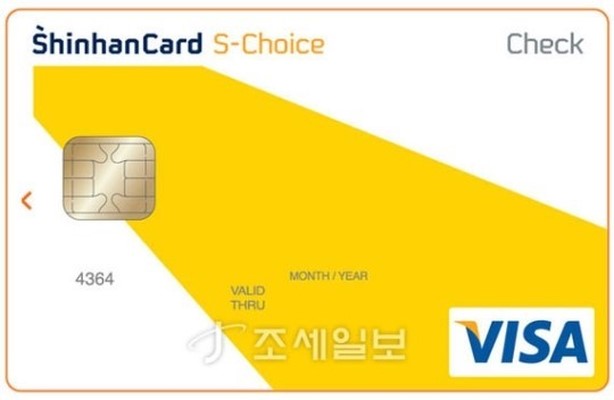 ShinhanCard S-Choice Check
4364
MONTH / YEAR
VALID
THRU
조세일보
VISA